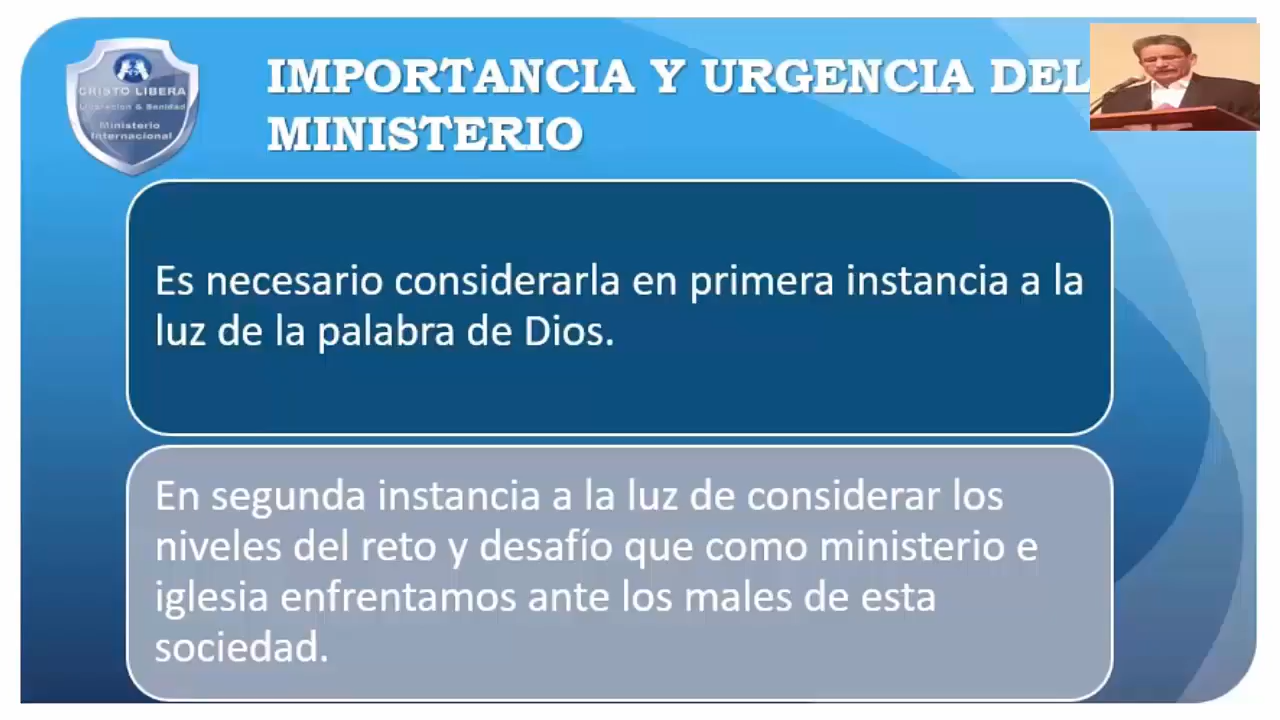 CRISTO LIBERA
Liberación & Sanidad
Ministerio
Internacional
IMPORTANCIA Y URGENCIA DEL
MINISTERIO
Es necesario considerarla en primera instancia a la
luz de la palabra de Dios.
En segunda instancia a la luz de considerar los
niveles del reto y desafío que como ministerio e
iglesia enfrentamos ante los males de esta
sociedad.